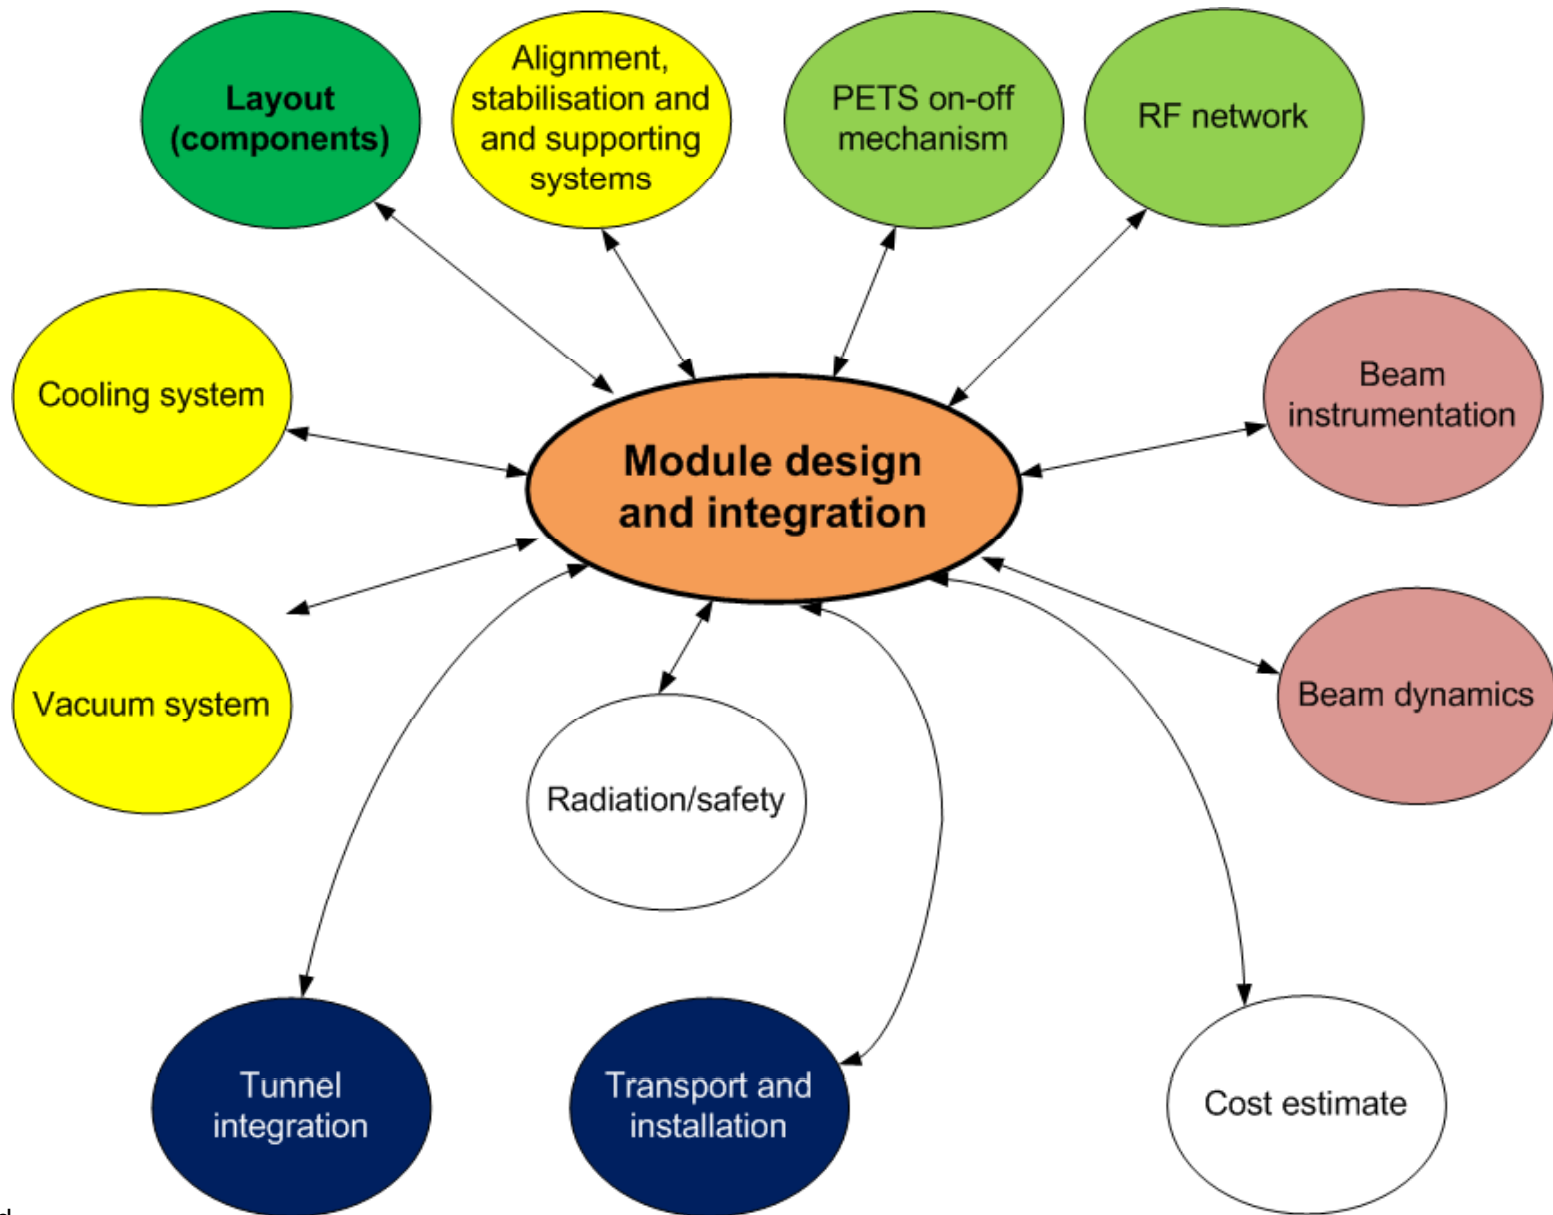 Layout
(components)
Alignment,
stabilisation and
and supporting
systems
PETS on-off
mechanism
RF network
Cooling system
Beam
instrumentation
Module design
and integration
Vacuum system
Beam dynamics
Radiation/safety
Tunnel
integration
Transport and
installation
Cost estimate